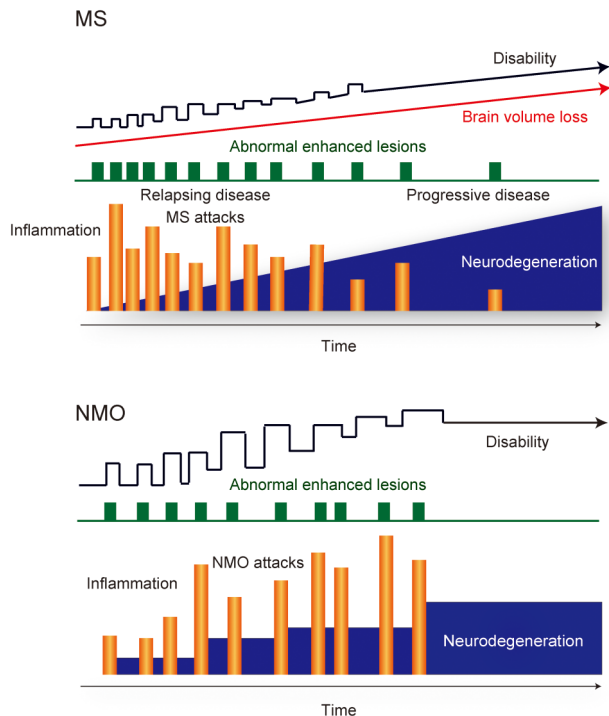 MS
Disability
Brain volume loss
Abnormal enhanced lesions
Relapsing disease
Progressive disease
MS attacks
Inflammation
Neurodegeneration
Time
NMO
Disability
Abnormal enhanced lesions
NMO attacks
Inflammation
Neurodegeneration
Time